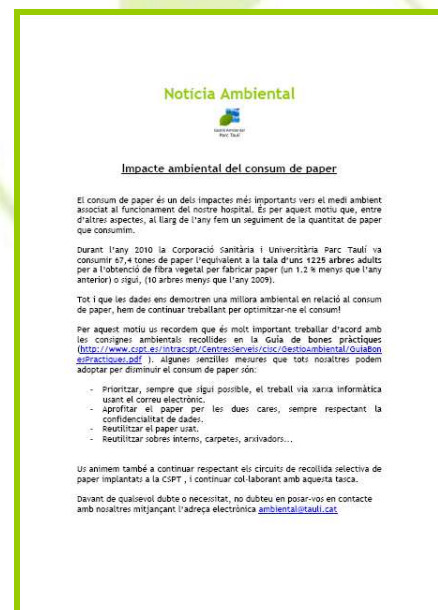 Notícia Ambiental
Parc Taulí
Impacte ambiental del consum de paper
El consum de paper és un dels impactes més importants vers el medi ambient
associat al funcionament del nostre hospital. És per aquest motiu que, entre
d'altres aspectes, al llarg de l'any fem un seguiment de la quantitat de paper
que consumim.
Durant l'any 2010 la Corporació Sanitària i Universitària Parc Taulí va
consumir 67,4 tones de paper l'equivalent a la tala d'uns 1225 arbres adults
per a l'obtenció de fibra vegetal per fabricar paper (un 1.2 % menys que l'any
anterior) o sigui, (10 arbres menys que l'any 2009).
Tot i que les dades ens demostren una millora ambiental en relació al consum
de paper, hem de continuar treballant per optimitzar-ne el consum!
Per aquest motiu us recordem que és molt important treballar d'acord amb
les consignes ambientals recollides en la Guia de bones pràctiques
(http://www.cspt.es/intracspt/CentresServeis/cisc/GestioAmbiental/GuiaBon
esPractiques.pdf ). Algunes senzilles mesures que tots nosaltres podem
adoptar per disminuir el consum de paper són:
- Prioritzar, sempre que sigui possible, el treball via xarxa informàtica
usant el correu electrònic.
- Aprofitar el paper per les dues cares, sempre respectant la
confidencialitat de dades.
- Reutilitzar el paper usat.
- Reutilitzar sobres interns, carpetes, arxivadors...
Us animem també a continuar respectant els circuits de recollida selectiva de
paper implantats a la CSPT , i continuar col·laborant amb aquesta tasca.
Davant de qualsevol dubte o necessitat, no dubteu en posar-vos en contacte
amb nosaltres mitjançant l'adreça electrònica ambiental@tauli.cat